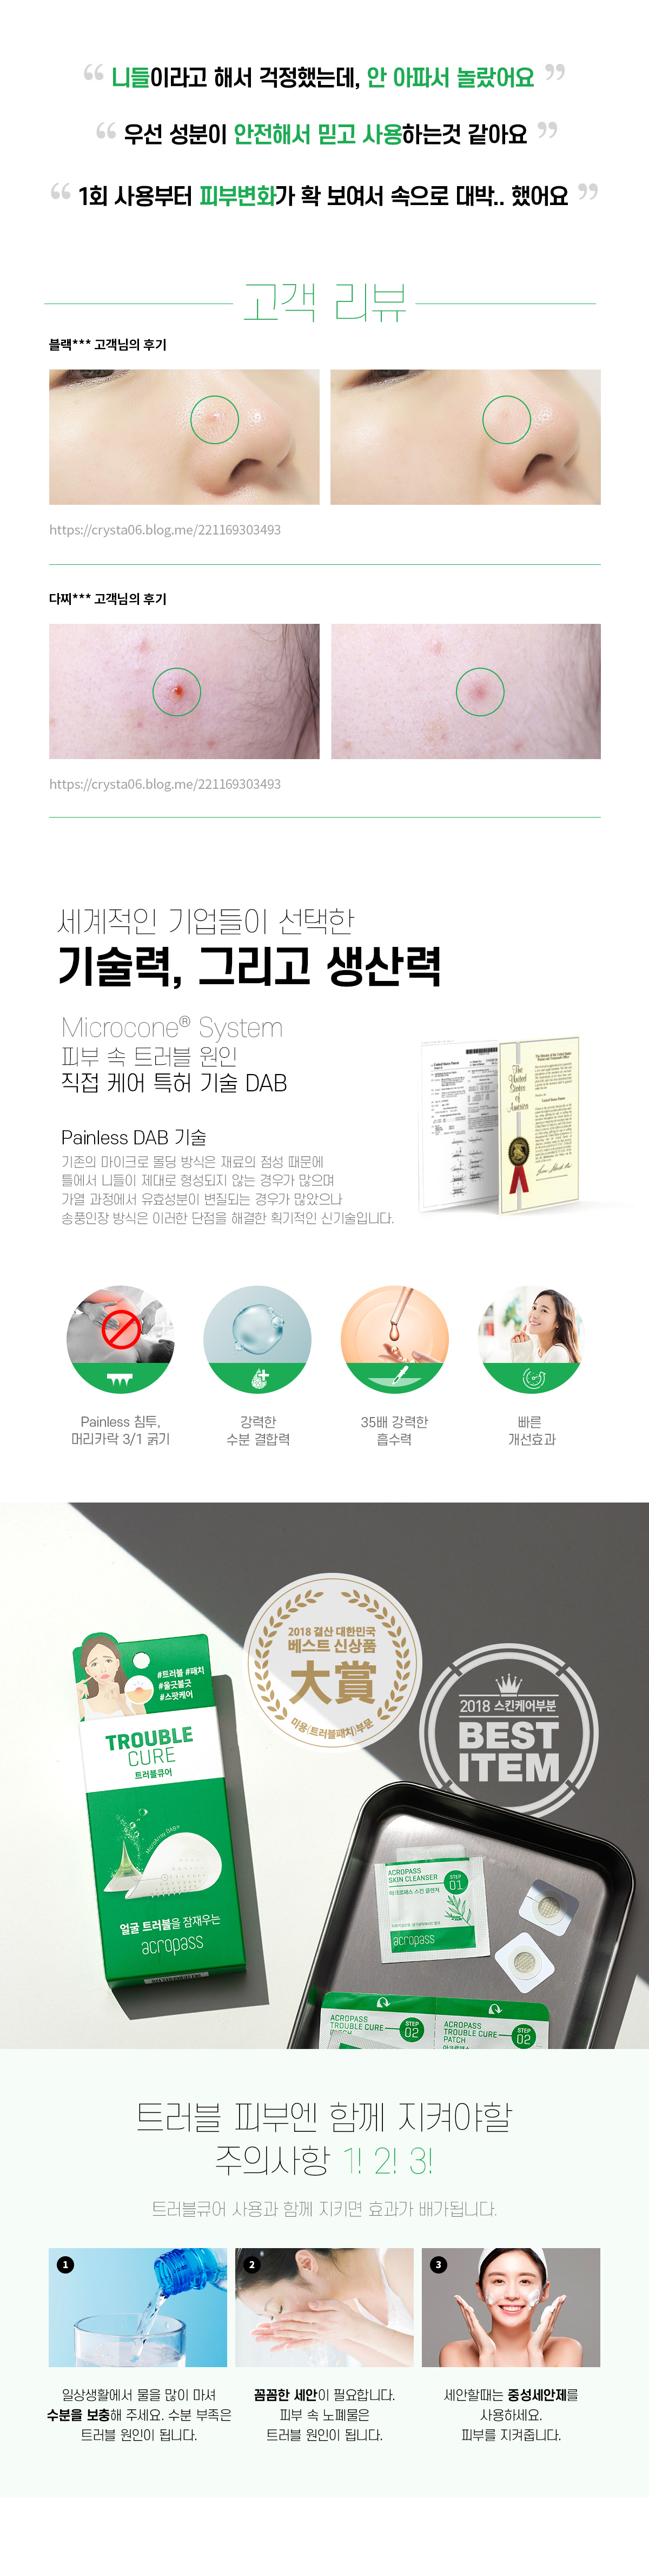 “ 니들이라고 해서 걱정했는데, 안 아파서 놀랐어요 ”
“ 우선 성분이 안전해서 믿고 사용하는것 같아요 ”
“ 1회 사용부터 피부변화가 확 보여서 속으로 대박.. 했어요 ”
고객 리뷰
블랙*** 고객님의 후기
https://crysta06.blog.me/221169303493
다찌*** 고객님의 후기
https://crysta06.blog.me/221169303493
세계적인 기업들이 선택한
기술력, 그리고 생산력
Microcone® System
피부 속 트러블 원인
직접 케어 특허 기술 DAB
Painless DAB 기술
기존의 마이크로 몰딩 방식은 재료의 점성 때문에
틀에서 니들이 제대로 형성되지 않는 경우가 많으며
가열 과정에서 유효성분이 변질되는 경우가 많았으나
송풍인장 방식은 이러한 단점을 해결한 획기적인 신기술입니다.
The
United
States
of
America
Painless 침투,
머리카락 3/1 굵기
강력한
수분 결합력
35배 강력한
흡수력
빠른
개선효과
2018 결산 대한민국
베스트 신상품
大賞
미용(트러블패치)부문
2018 스킨케어부분
BEST
ITEM
#트러블 #패치
#울긋불긋
#스팟케어
TROUBLE
CURE
트러블큐어
MicroArray DAB®
얼굴 트러블을 잠재우는
acropass
ACROPASS
SKIN CLEANSER
아크로패스 스킨 클렌저
STEP
01
acropass
ACROPASS
TROUBLE CURE
PATCH
STEP
02
ACROPASS
TROUBLE CURE
PATCH
STEP
02
트러블 피부엔 함께 지켜야할
주의사항 1! 2! 3!
트러블큐어 사용과 함께 지키면 효과가 배가됩니다.
1
2
3
일상생활에서 물을 많이 마셔
수분을 보충해 주세요. 수분 부족은
트러블 원인이 됩니다.
꼼꼼한 세안이 필요합니다.
피부 속 노폐물은
트러블 원인이 됩니다.
세안할때는 중성세안제를
사용하세요.
피부를 지켜줍니다.